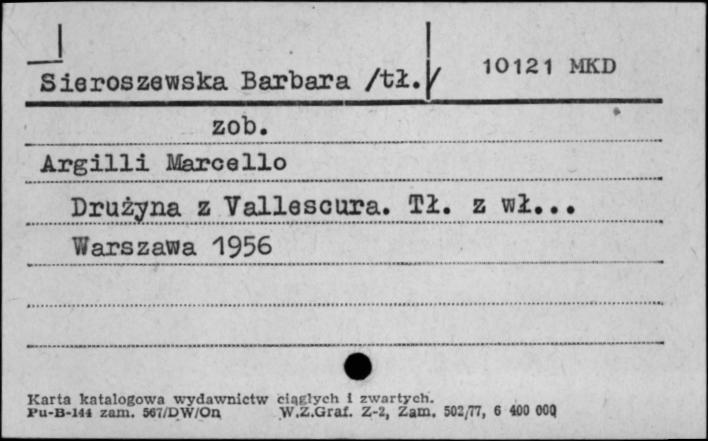 Sieroszewska Barbara /tł./ 10121 MKD
zob.
Argilli Marcello
Drużyna z Vallescura. Tł. z wł...
Warszawa 1956
Karta katalogowa wydawnictw ciągłych i zwartych.
Pu-B-144 zam. 567/DW/On W.Z.Graf. Z-2, Zam. 502/77, 6 400 000